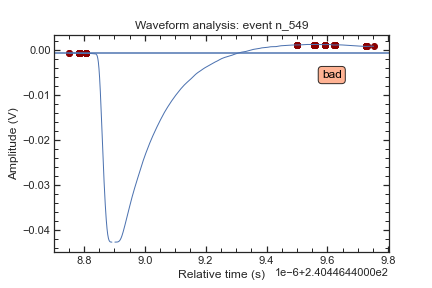 Waveform analysis: event n_549
Amplitude (V)
0.00
−0.01
−0.02
−0.03
−0.04
bad
8.8 9.0 9.2 9.4 9.6 9.8
Relative time (s) 1e−6+2.4044644000e2